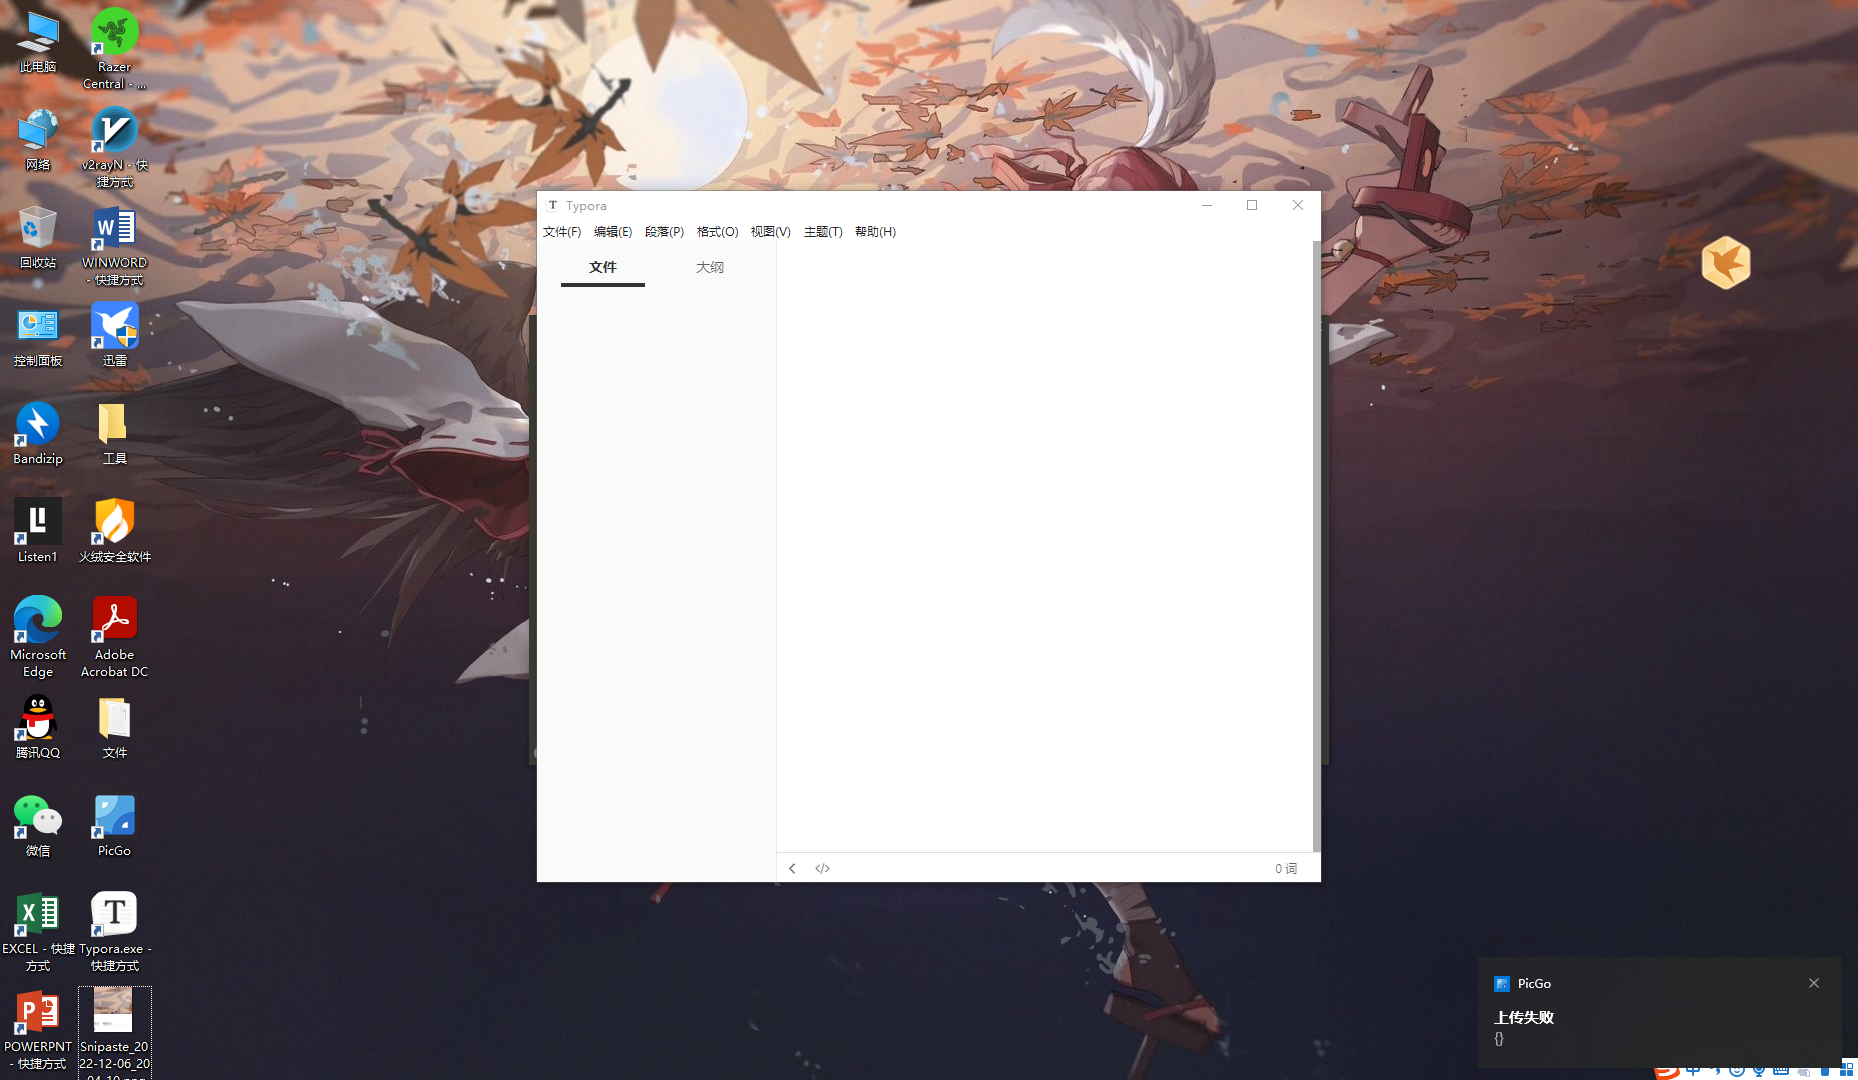 此电脑
Razer
Central - ...
网络
v2rayN - 快
捷方式
回收站
WINWORD
- 快捷方式
控制面板
迅雷
Bandizip
工具
Listen1
火绒安全软件
Microsoft
Edge
Adobe
Acrobat DC
腾讯QQ
文件
微信
PicGo
EXCEL - 快捷
方式
Typora.exe -
快捷方式
POWERPNT
- 快捷方式
Snipaste_20
22-12-06_20
Typora
文件(F) 编辑(E) 段落(P) 格式(O) 视图(V) 主题(T) 帮助(H)
文件 大纲
</>
0 词
PicGo
上传失败
{}
中